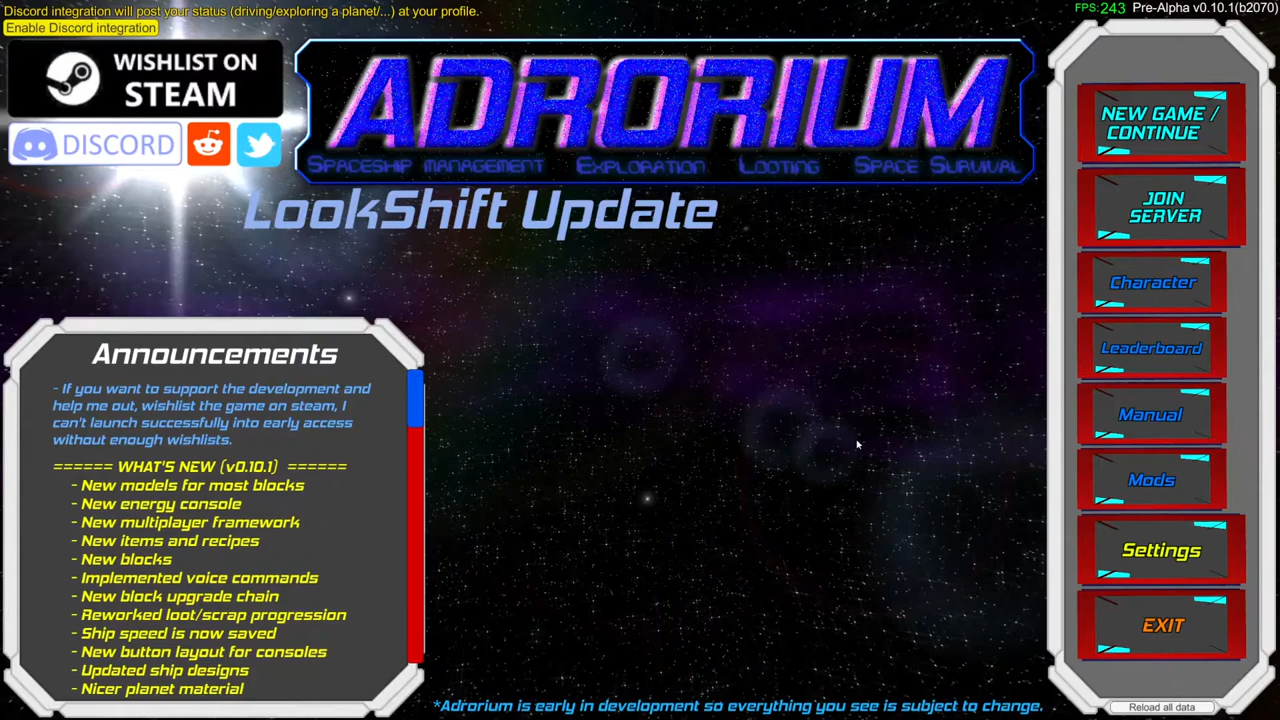 Discord integration will post your status (driving/exploring a planet/...) at your profile.
Enable Discord integration
FPS:243 Pre-Alpha v0.10.1(b2070)
WISHLIST ON
STEAM
DISCORD
ADRORIUM
Spaceship management Exploration Looting Space Survival
LookShift Update
Announcements
- If you want to support the development and
help me out, wishlist the game on steam, I
can't launch successfully into early access
without enough wishlists.
====== WHAT'S NEW (v0.10.1) ======
- New models for most blocks
- New energy console
- New multiplayer framework
- New items and recipes
- New blocks
- Implemented voice commands
- New block upgrade chain
- Reworked loot/scrap progression
- Ship speed is now saved
- New button layout for consoles
- Updated ship designs
- Nicer planet material
NEW GAME /
CONTINUE
JOIN
SERVER
Character
Leaderboard
Manual
Mods
Settings
EXIT
Reload all data
*Adrorium is early in development so everything you see is subject to change.